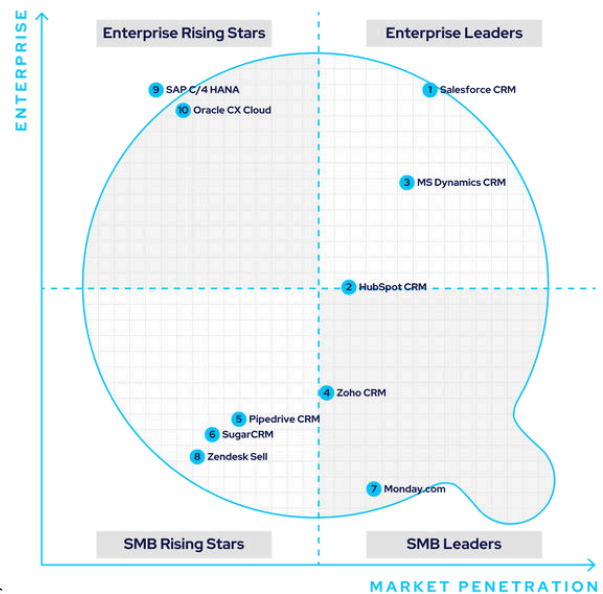 Enterprise Rising Stars
Enterprise Leaders
ENTERPRISE
9 SAP C/4 HANA
1 Salesforce CRM
10 Oracle CX Cloud
3 MS Dynamics CRM
2 HubSpot CRM
4 Zoho CRM
5 Pipedrive CRM
6 SugarCRM
8 Zendesk Sell
7 Monday.com
SMB Rising Stars
SMB Leaders
MARKET PENETRATION